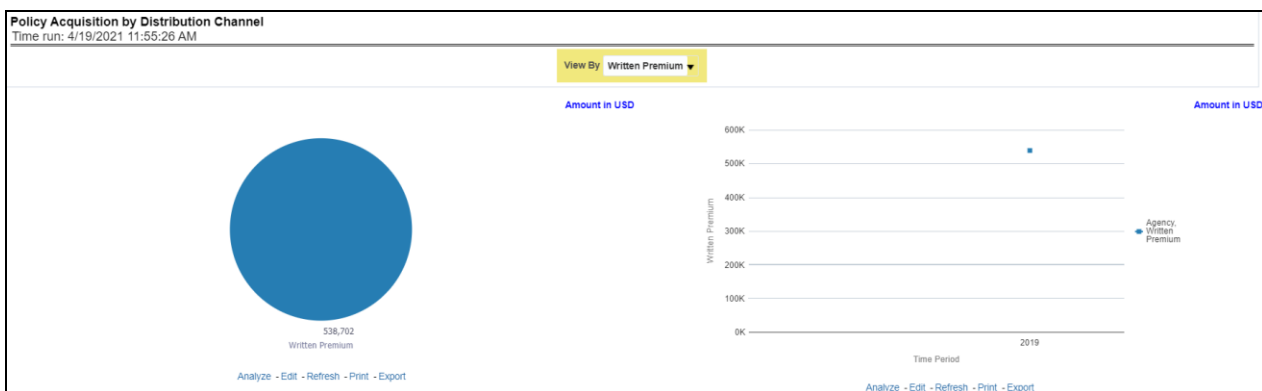 Policy Acquisition by Distribution Channel
Time run: 4/19/2021 11:55:26 AM
View By Written Premium
Amount in USD
538,702
Written Premium
Analyze - Edit - Refresh - Print - Export
Amount in USD
600K
500K
400K
300K
200K
100K
0K
Written Premium
2019
Time Period
Agency,
Written
Premium
Analyze - Edit - Refresh - Print - Export